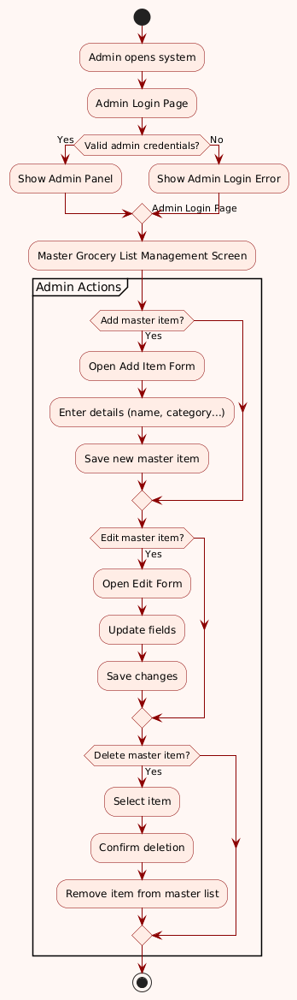 Admin opens system
Admin Login Page
Valid admin credentials?
Yes
No
Show Admin Panel
Show Admin Login Error
Admin Login Page
Master Grocery List Management Screen
Admin Actions
Add master item?
Yes
Open Add Item Form
Enter details (name, category...)
Save new master item
Edit master item?
Yes
Open Edit Form
Update fields
Save changes
Delete master item?
Yes
Select item
Confirm deletion
Remove item from master list